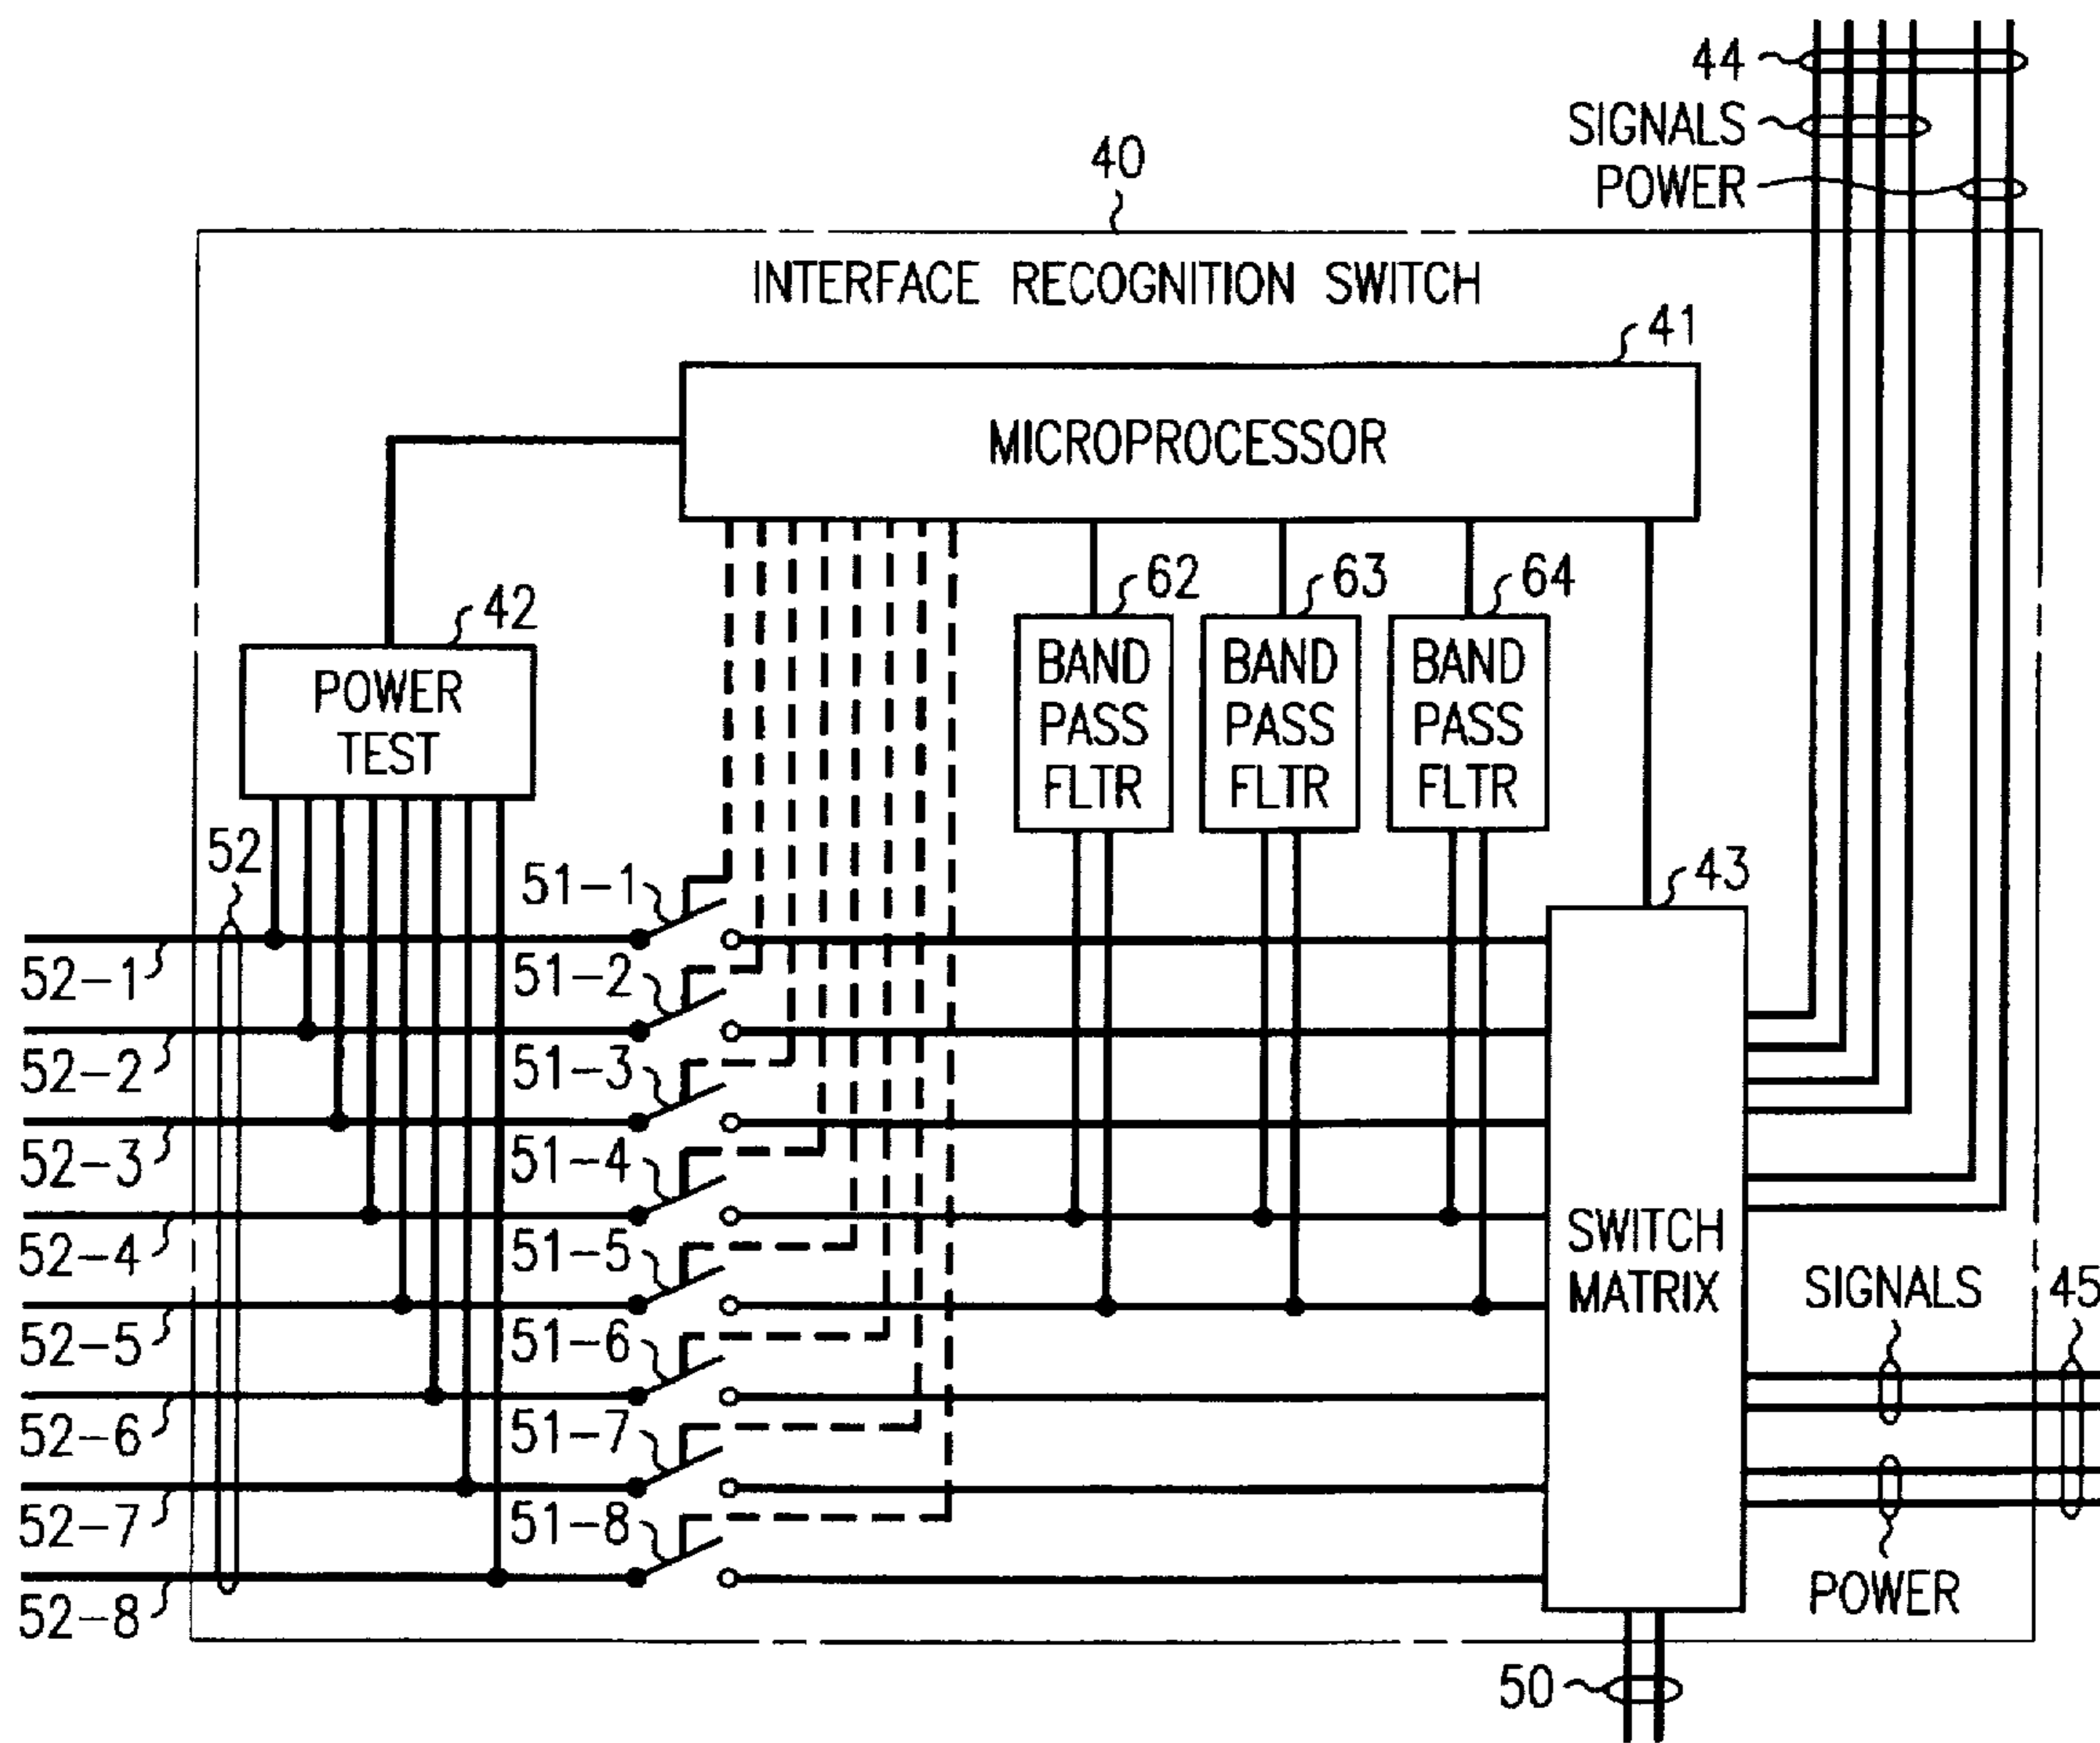 44
SIGNALS
POWER
40
INTERFACE RECOGNITION SWITCH
41
MICROPROCESSOR
62
63
64
42
POWER
TEST
BAND
PASS
FLTR
BAND
PASS
FLTR
BAND
PASS
FLTR
52
43
51-1
52-1
51-2
52-2
51-3
52-3
51-4
52-4
51-5
52-5
51-6
52-6
51-7
52-7
51-8
52-8
SWITCH
MATRIX
SIGNALS
45
POWER
50